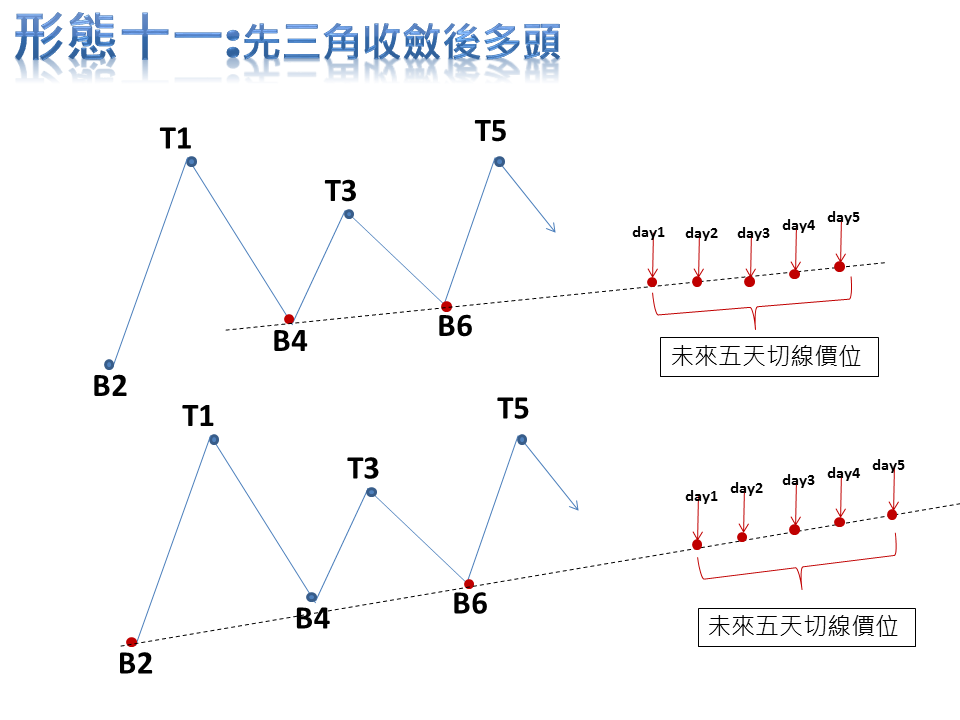 形態十一:先三角收斂後多頭
T1
T5
T3
day1
day2
day3
day4
day5
B4
B6
B2
未來五天切線價位
T1
T5
T3
day1
day2
day3
day4
day5
B4
B6
B2
未來五天切線價位